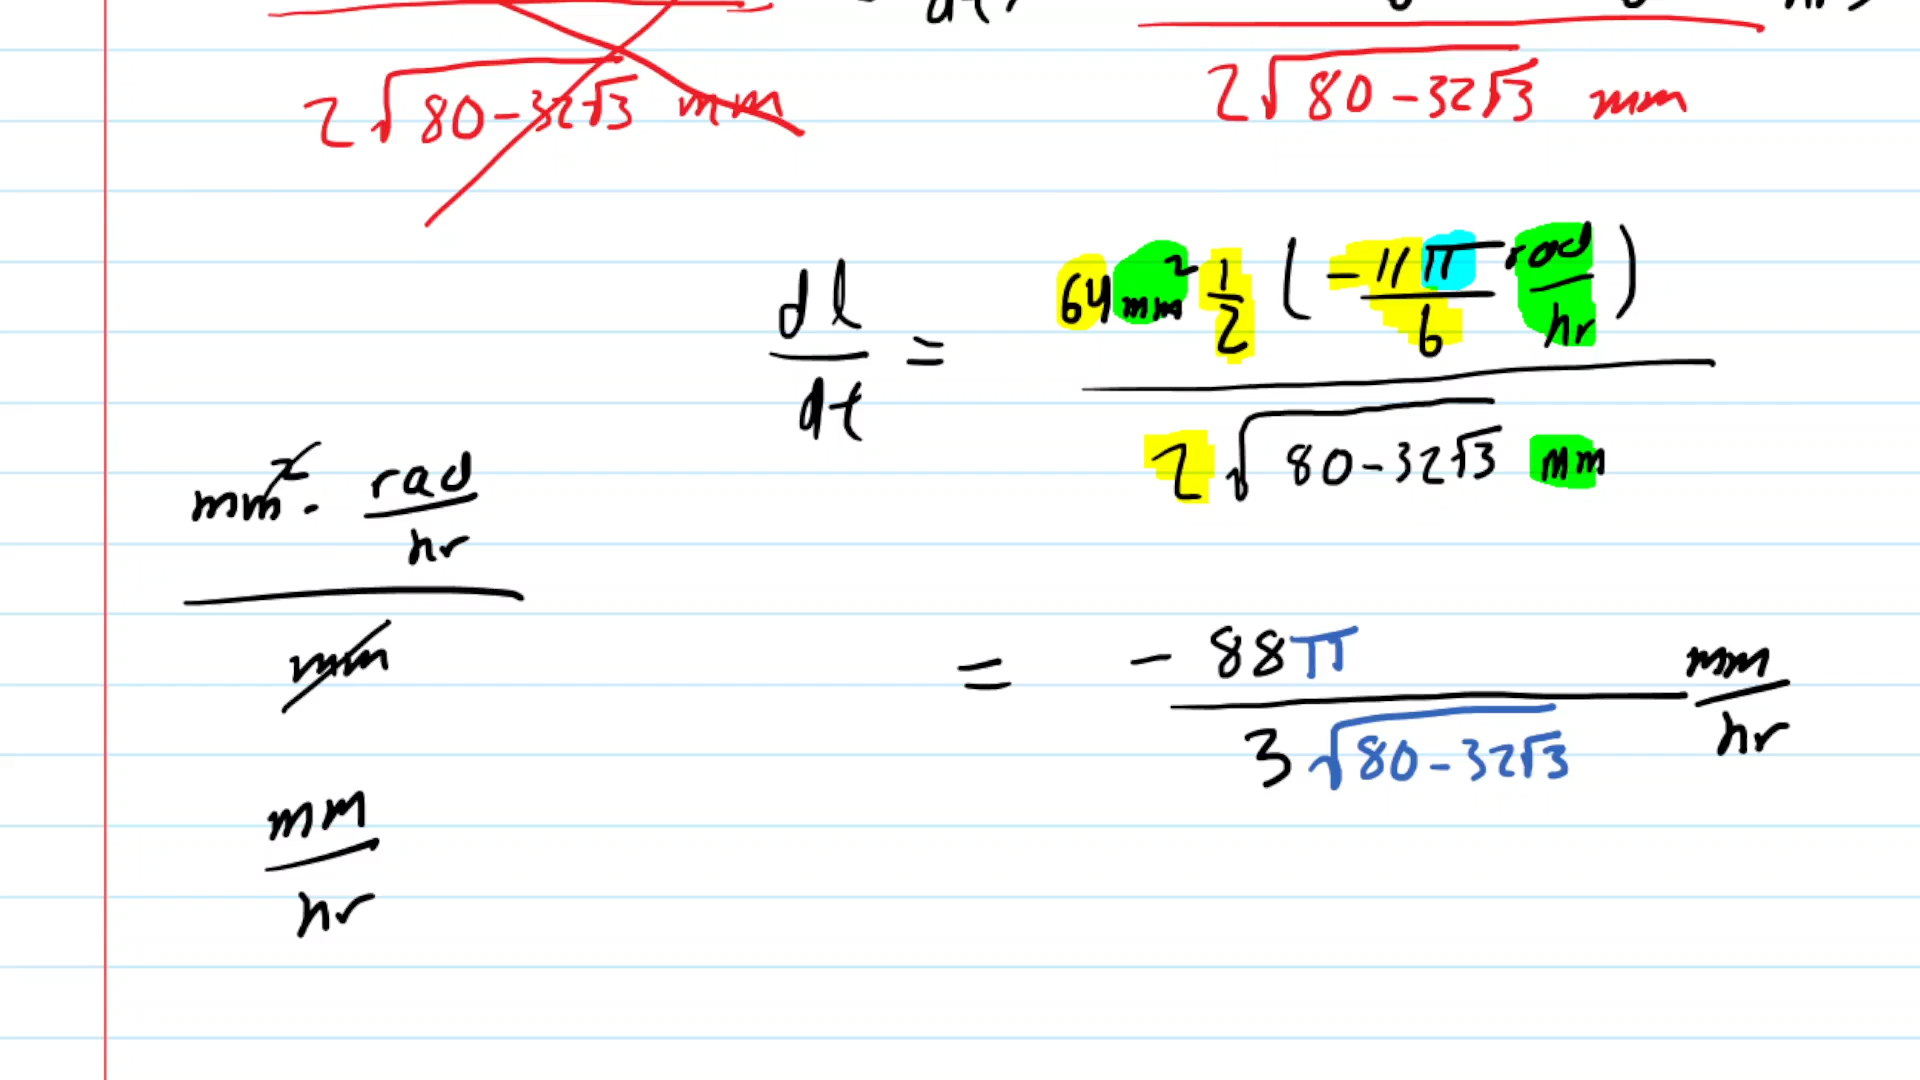 2√80-32√3 mm
2√80-32√3 mm
dl/dt = 64 mm² 1/2 (-11π/6 rad/hr)
2√80-32√3 mm
mm² · rad/hr
mm
= -88π/3√80-32√3 mm/hr
mm/hr